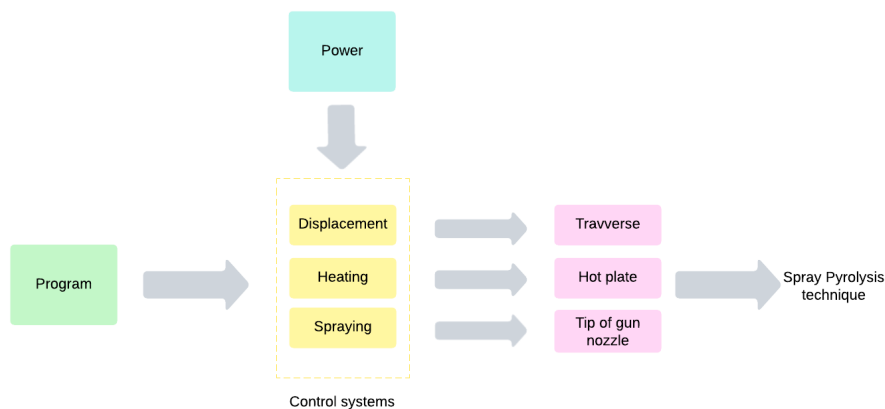 Power
Displacement
Travverse
Program
Heating
Hot plate
Spray Pyrolysis
technique
Spraying
Tip of gun
nozzle
Control systems